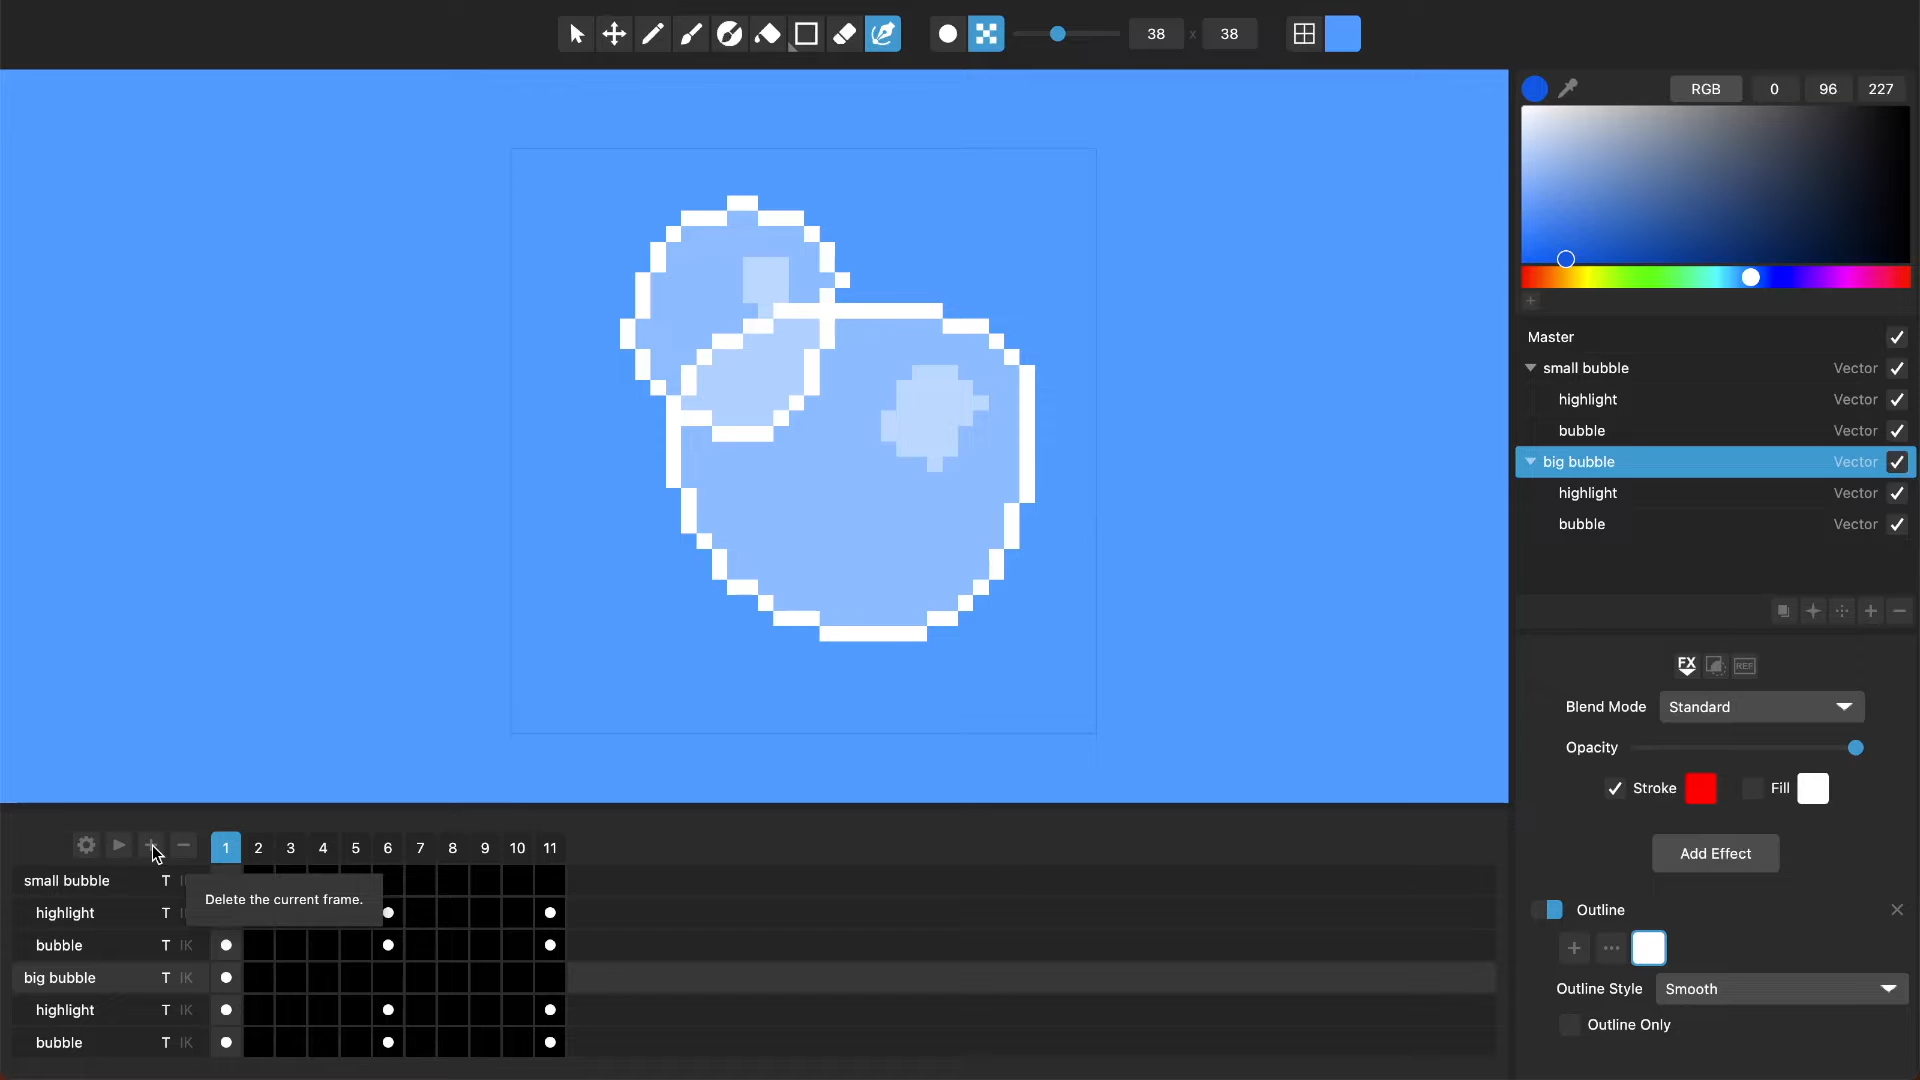 38 x 38
RGB 0 96 227
Master
small bubble Vector
highlight Vector
bubble Vector
big bubble Vector
highlight Vector
bubble Vector
FX REF
Blend Mode Standard
Opacity
Stroke Fill
Add Effect
Outline
Outline Style Smooth
Outline Only
1 2 3 4 5 6 7 8 9 10 11
small bubble T
Delete the current frame.
highlight T
bubble T IK
big bubble T IK
highlight T IK
bubble T IK